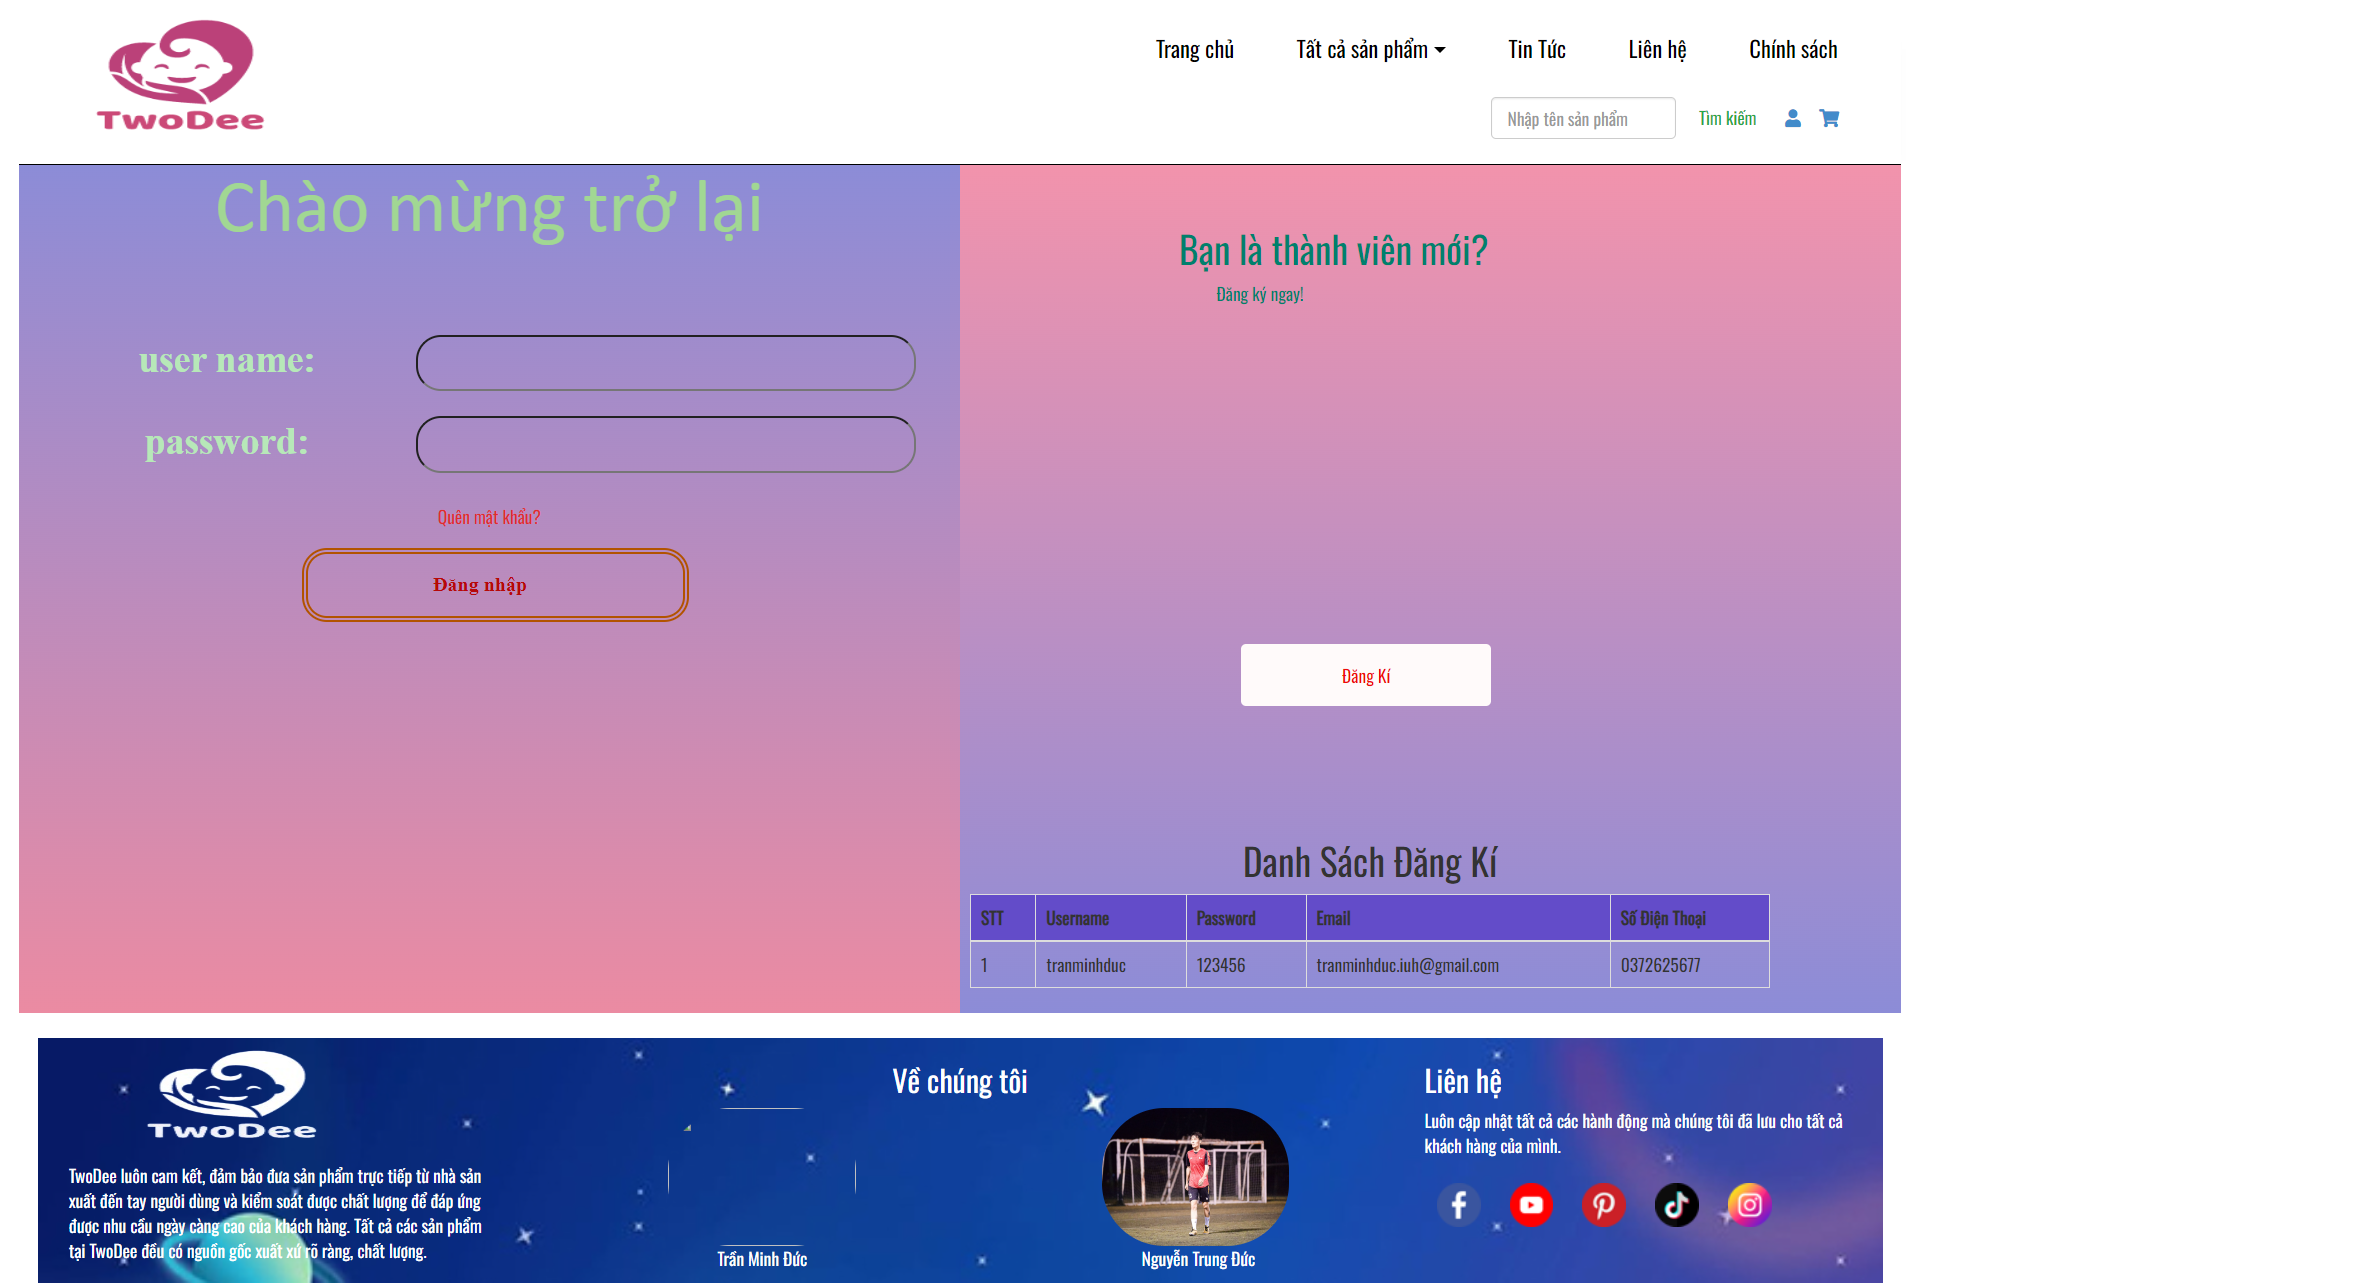 TwoDee
Trang chủ
Tất cả sản phẩm
Tin Tức
Liên hệ
Chính sách
Nhập tên sản phẩm
Tìm kiếm
Chào mừng trở lại
user name:
password:
Quên mật khẩu?
Đăng nhập
Bạn là thành viên mới?
Đăng ký ngay!
Đăng Kí
Danh Sách Đăng Kí
STT Username Password Email Số Điện Thoại
1 tranminhduc 123456 tranminhduc.iuh@gmail.com 0372625677
TwoDee
TwoDee luôn cam kết, đảm bảo đưa sản phẩm trực tiếp từ nhà sản
xuất đến tay người dùng và kiểm soát được chất lượng để đáp ứng
được nhu cầu ngày càng cao của khách hàng. Tất cả các sản phẩm
tại TwoDee đều có nguồn gốc xuất xứ rõ ràng, chất lượng.
Về chúng tôi
Trần Minh Đức
Nguyễn Trung Đức
Liên hệ
Luôn cập nhật tất cả các hành động mà chúng tôi đã lưu cho tất cả
khách hàng của mình.